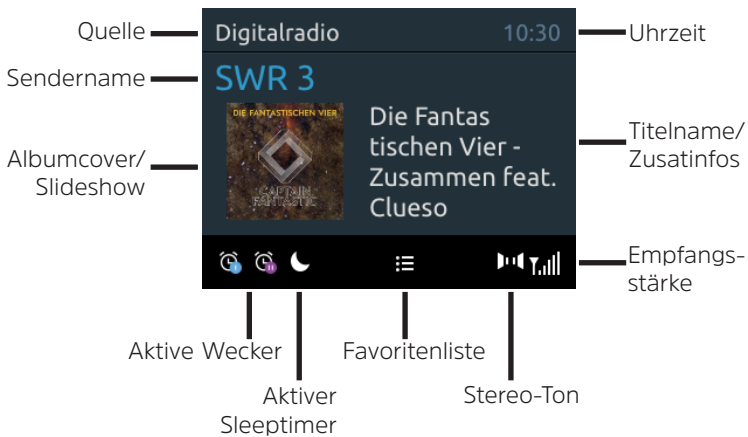 Quelle
Digitalradio
10:30
Uhrzeit
Sendername
SWR 3
Albumcover/
Slideshow
DIE FANTASTISCHEN VIER
CAPTAIN
FANTASTIC
Die Fantas
tischen Vier -
Zusammen feat.
Clueso
Titelname/
Zusatinfos
Empfangs-
stärke
Aktive Wecker
Favoritenliste
Aktiver
Sleeptimer
Stereo-Ton